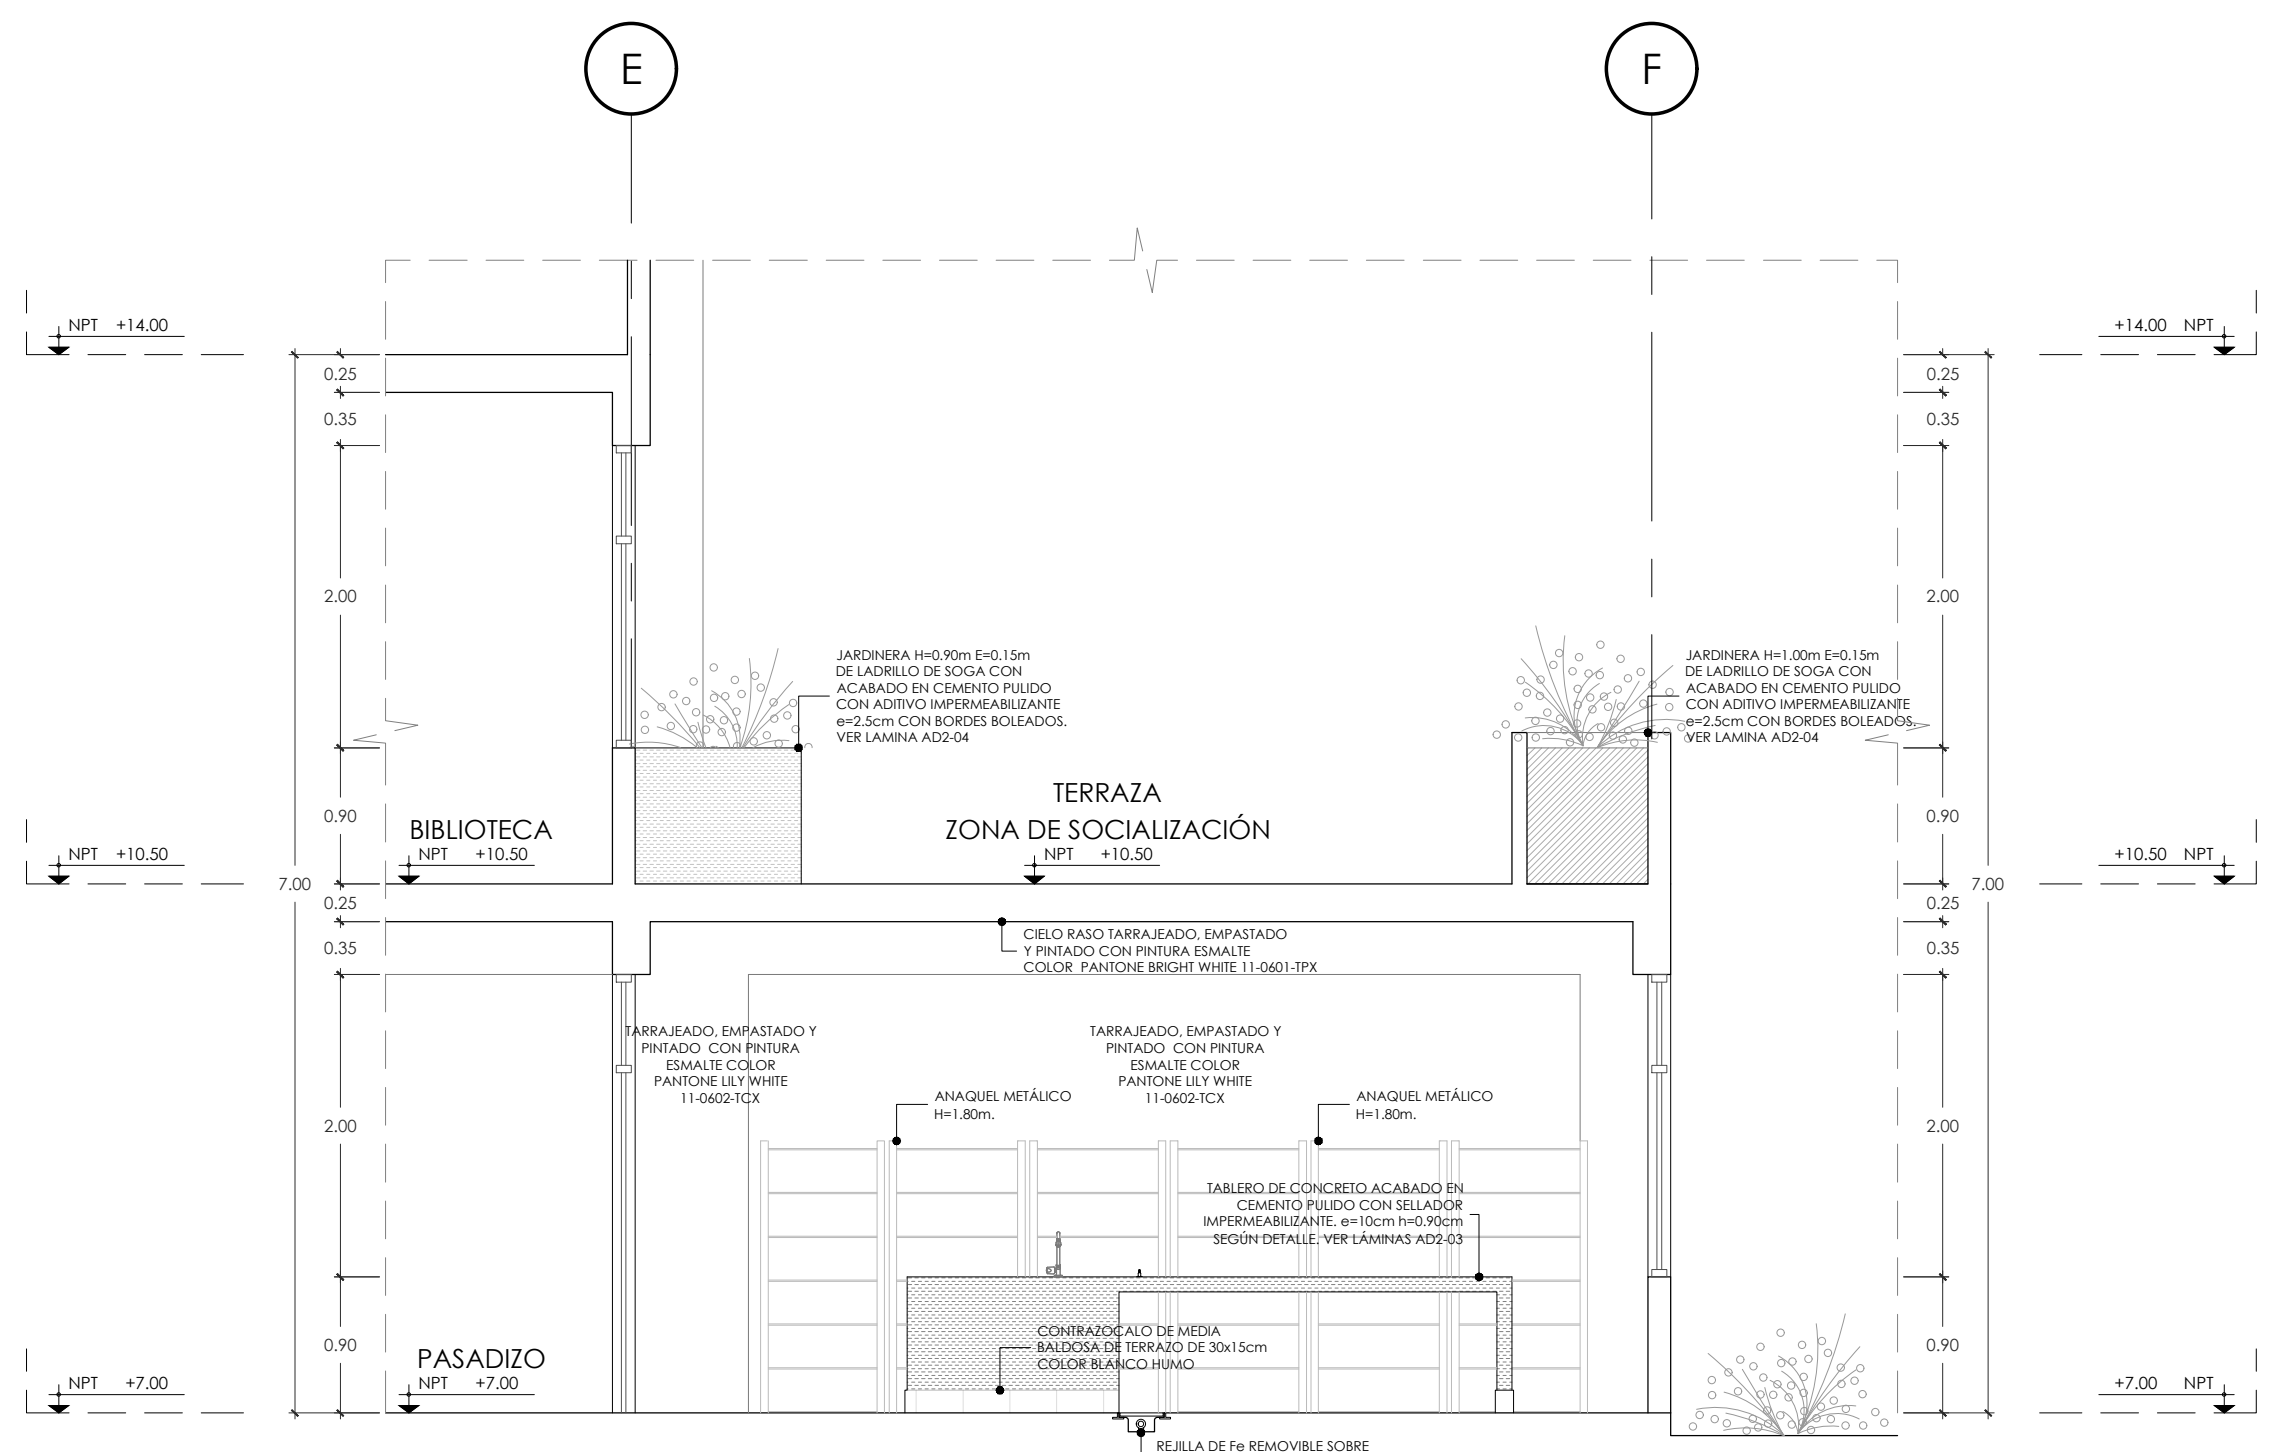 E
F
NPT +14.00
+14.00 NPT
0.25
0.25
0.35
0.35
2.00
2.00
JARDINERA H=0.90m E=0.15m
DE LADRILLO DE SOGA CON
ACABADO EN CEMENTO PULIDO
CON ADITIVO IMPERMEABILIZANTE
e=2.5cm CON BORDES BOLEADOS.
VER LAMINA AD2-04
JARDINERA H=1.00m E=0.15m
DE LADRILLO DE SOGA CON
ACABADO EN CEMENTO PULIDO
CON ADITIVO IMPERMEABILIZANTE
e=2.5cm CON BORDES BOLEADOS.
VER LAMINA AD2-04
0.90
0.90
BIBLIOTECA
TERRAZA
ZONA DE SOCIALIZACIÓN
NPT +10.50
NPT +10.50
NPT +10.50
+10.50 NPT
7.00
7.00
0.25
0.25
0.35
0.35
CIELO RASO TARRAJEADO, EMPASTADO
Y PINTADO CON PINTURA ESMALTE
COLOR PANTONE BRIGHT WHITE 11-0601-TPX
TARRAJEADO, EMPASTADO Y
PINTADO CON PINTURA
ESMALTE COLOR
PANTONE LILY WHITE
11-0602-TCX
TARRAJEADO, EMPASTADO Y
PINTADO CON PINTURA
ESMALTE COLOR
PANTONE LILY WHITE
11-0602-TCX
ANAQUEL METÁLICO
H=1.80m.
ANAQUEL METÁLICO
H=1.80m.
2.00
2.00
TABLERO DE CONCRETO ACABADO EN
CEMENTO PULIDO CON SELLADOR
IMPERMEABILIZANTE. e=10cm h=0.90cm
SEGÚN DETALLE. VER LÁMINAS AD2-03
CONTRAZOCALO DE MEDIA
BALDOSA DE TERRAZO DE 30x15cm
COLOR BLANCO HUMO
0.90
0.90
PASADIZO
NPT +7.00
NPT +7.00
+7.00 NPT
REJILLA DE Fe REMOVIBLE SOBRE